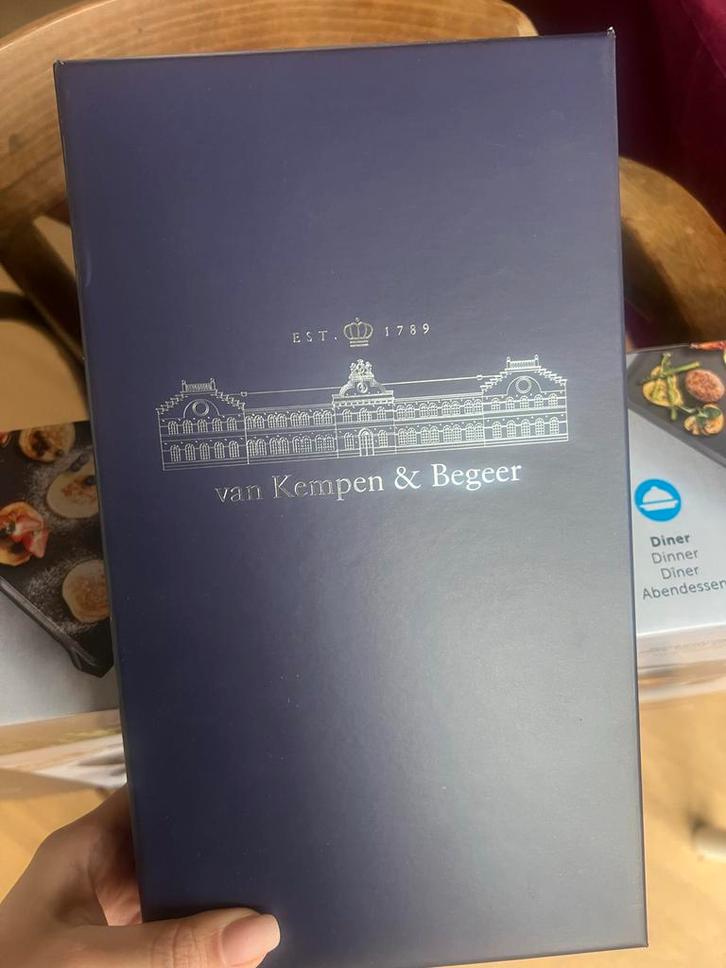 EST. 1789
van Kempen & Begeer
Diner
Dinner
Dîner
Abendessen